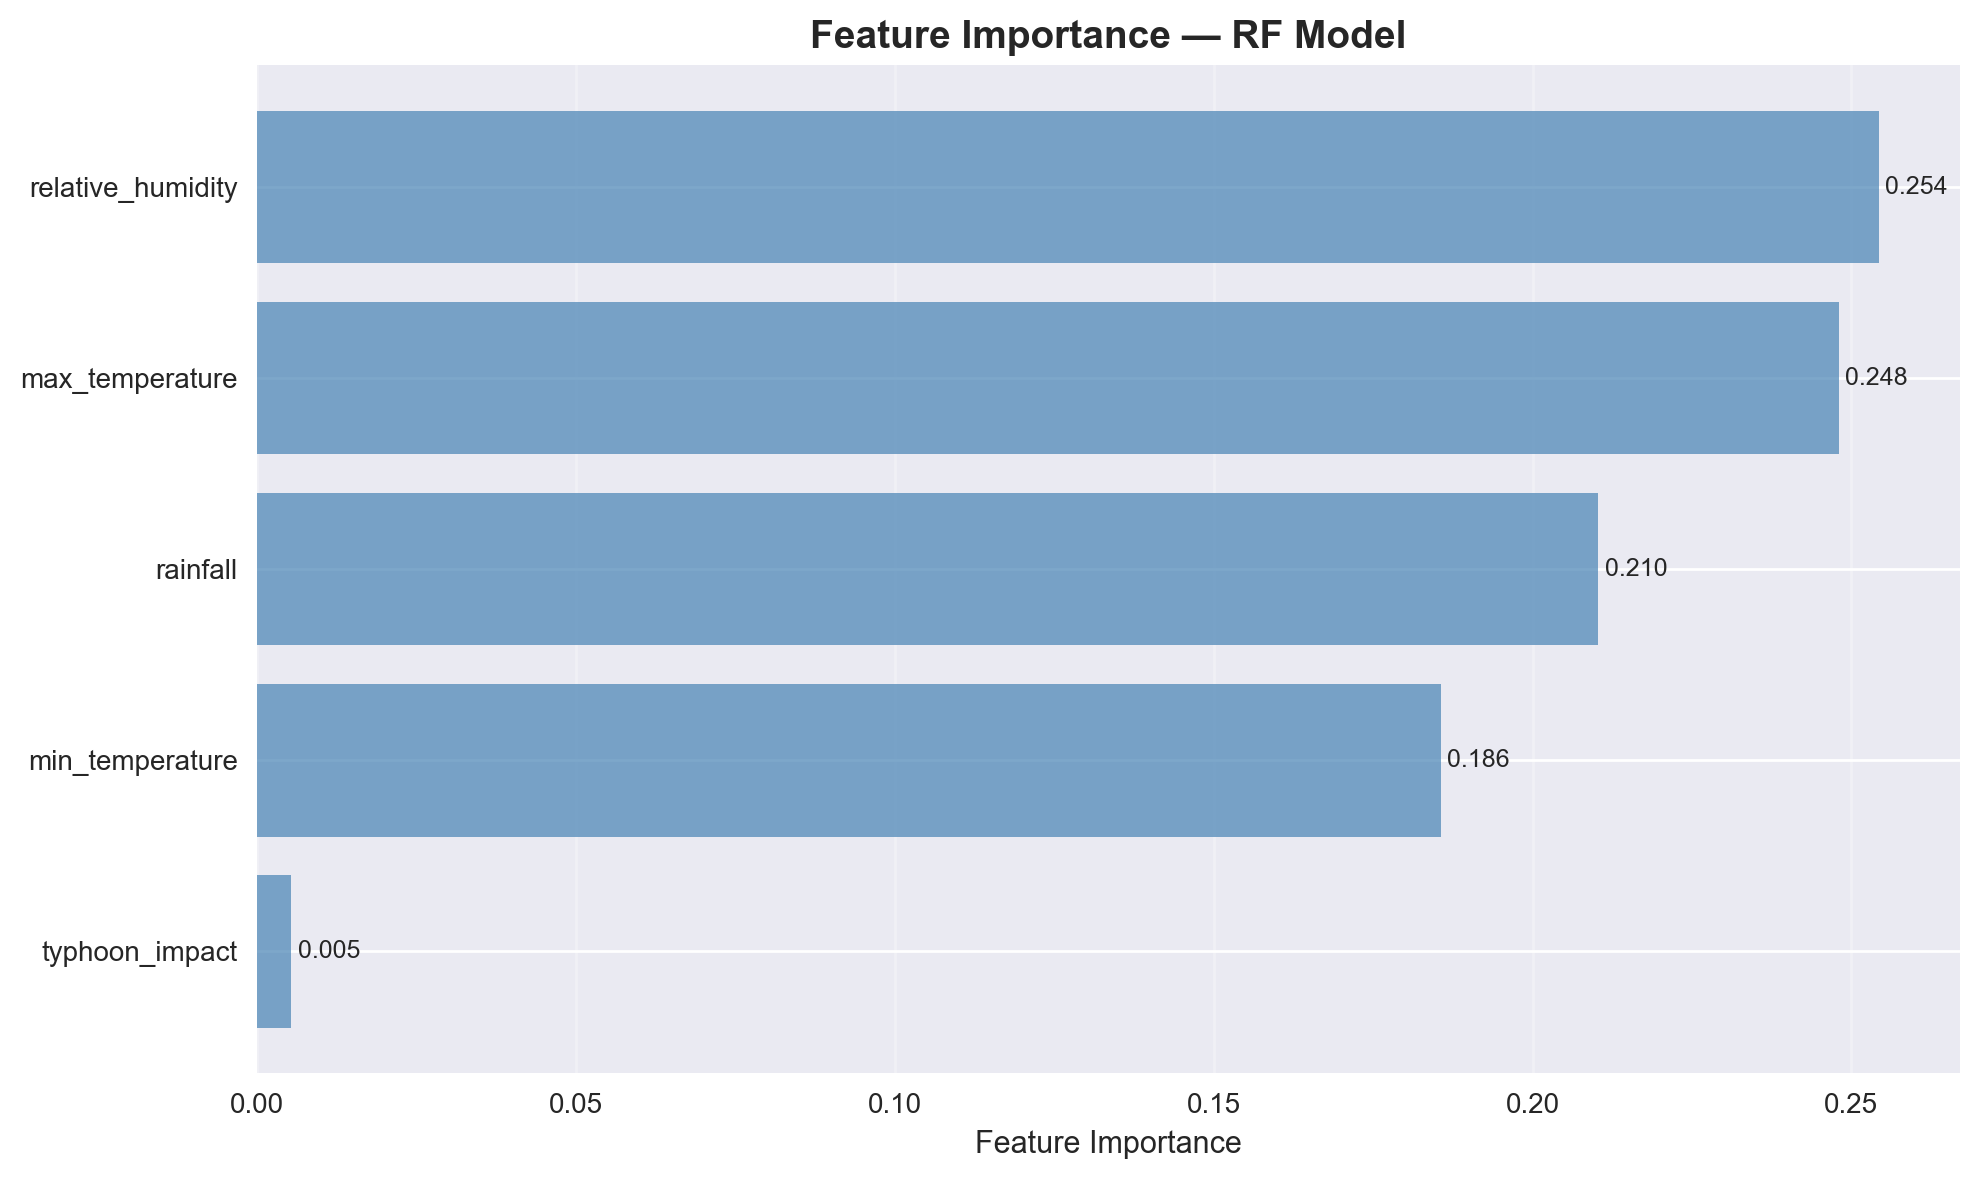 Feature Importance — RF Model
relative_humidity
0.254
max_temperature
0.248
rainfall
0.210
min_temperature
0.186
typhoon_impact
0.005
0.00 0.05 0.10 0.15 0.20 0.25
Feature Importance